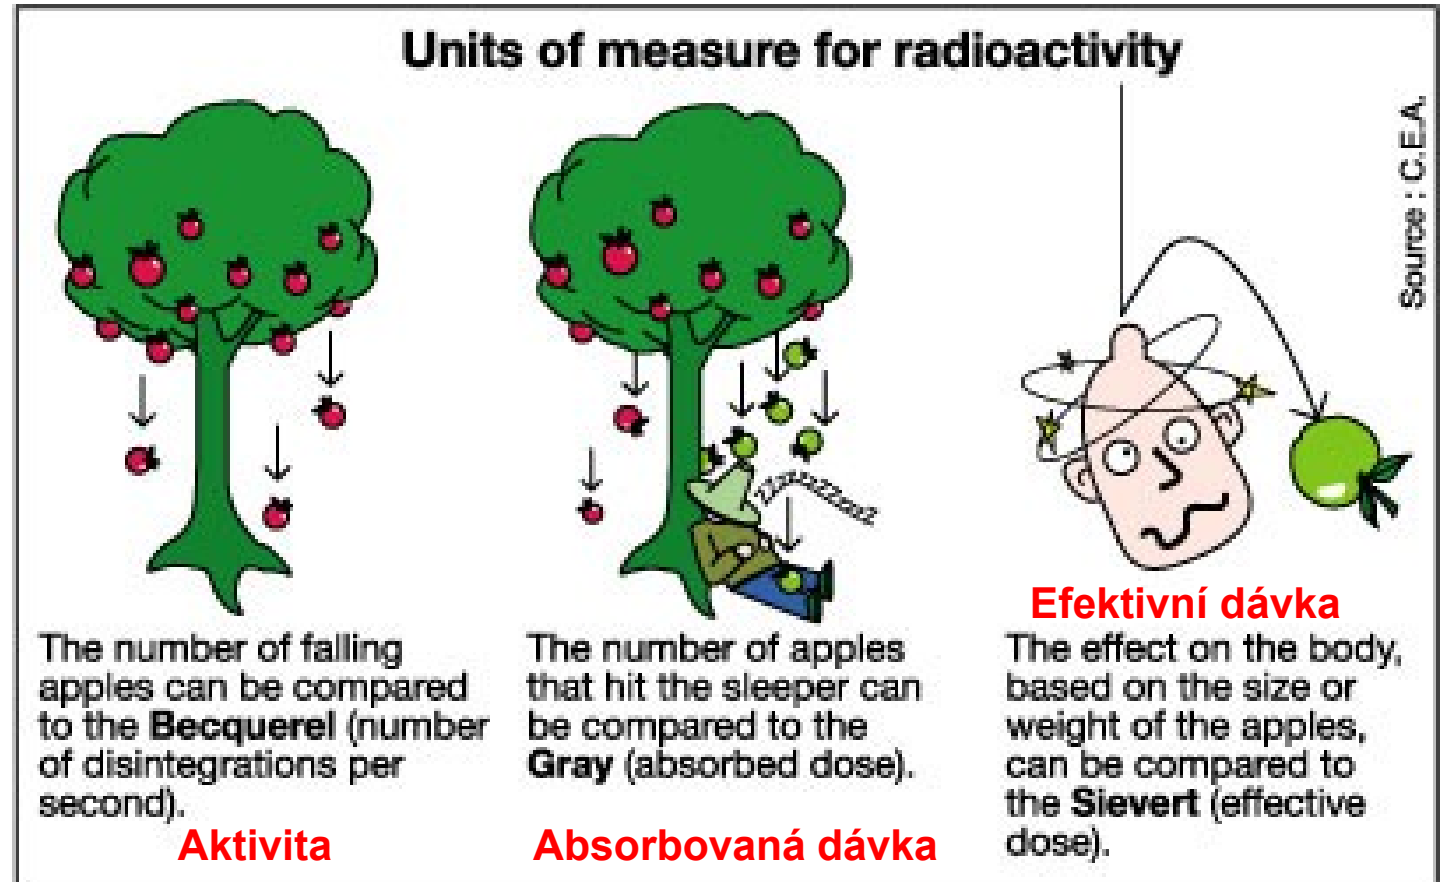 Units of measure for radioactivity
Source : C.E.A.
ZZzzzzZZzzzZ
The number of falling
apples can be compared
to the Becquerel (number
of disintegrations per
second).
Aktivita
The number of apples
that hit the sleeper can
be compared to the
Gray (absorbed dose).
Absorbovaná dávka
Efektivní dávka
The effect on the body,
based on the size or
weight of the apples,
can be compared to
the Sievert (effective
dose).